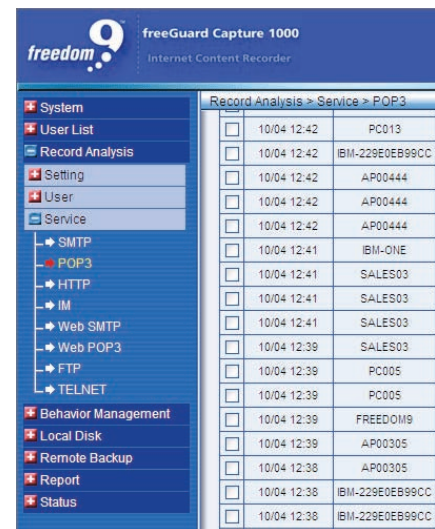 freedom9
freeGuard Capture 1000
Internet Content Recorder
System
User List
Record Analysis
Setting
User
Service
SMTP
POP3
HTTP
IM
Web SMTP
Web POP3
FTP
TELNET
Behavior Management
Local Disk
Remote Backup
Report
Status
Record Analysis > Service > POP3
10/04 12:42 PC013
10/04 12:42 IBM-229E0EB99CC
10/04 12:42 AP00444
10/04 12:42 AP00444
10/04 12:42 AP00444
10/04 12:41 IBM-ONE
10/04 12:41 SALES03
10/04 12:41 SALES03
10/04 12:41 SALES03
10/04 12:39 SALES03
10/04 12:39 PC005
10/04 12:39 PC005
10/04 12:39 FREEDOM9
10/04 12:39 AP00305
10/04 12:38 AP00305
10/04 12:38 IBM-229E0EB99CC
10/04 12:38 IBM-229E0EB99CC